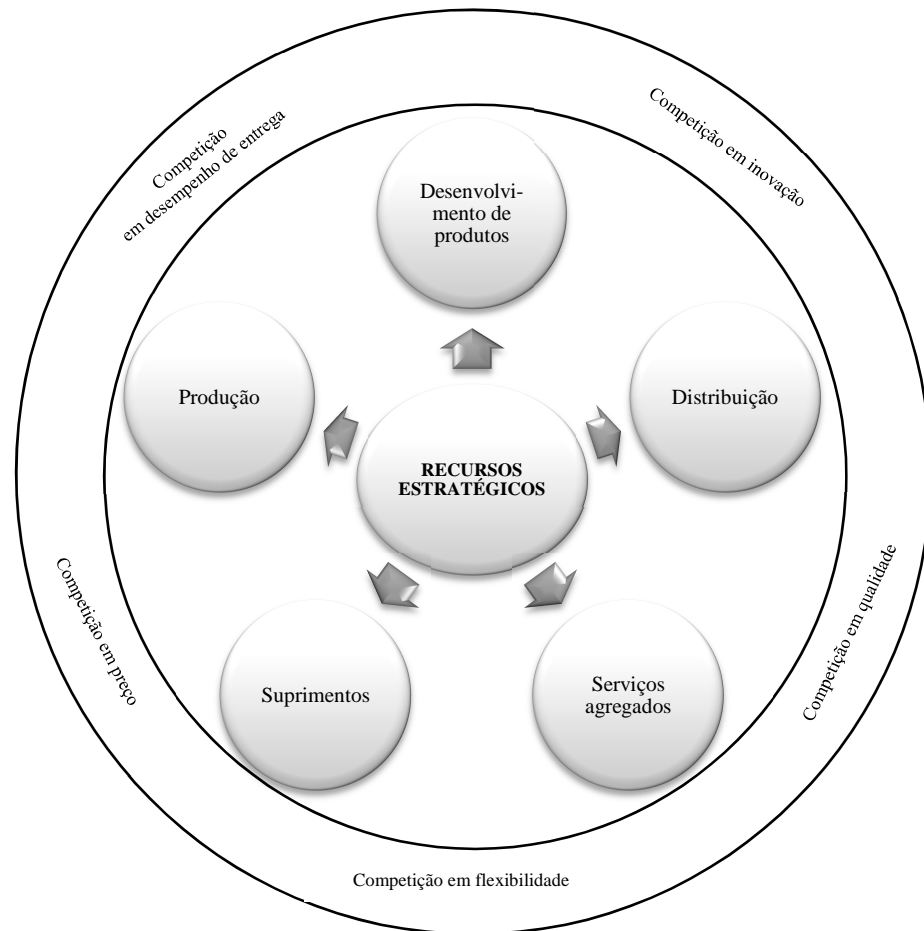 Competição
em desempenho de entrega
Competição em inovação
Desenvolvi-
mento de
produtos
Produção
Distribuição
RECURSOS
ESTRATÉGICOS
Competição em preço
Competição em qualidade
Suprimentos
Serviços
agregados
Competição em flexibilidade